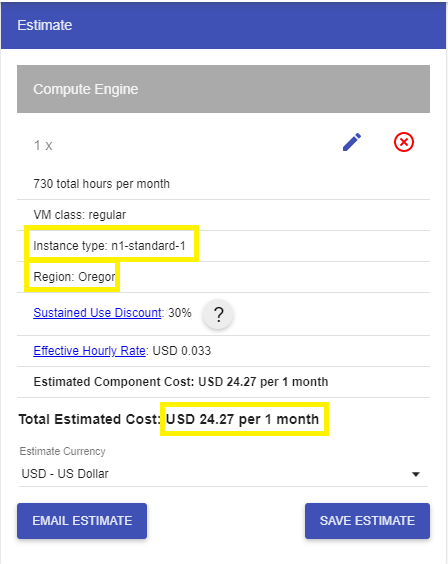 Estimate
Compute Engine
1 x
730 total hours per month
VM class: regular
Instance type: n1-standard-1
Region: Oregon
Sustained Use Discount: 30% ?
Effective Hourly Rate: USD 0.033
Estimated Component Cost: USD 24.27 per 1 month
Total Estimated Cost: USD 24.27 per 1 month
Estimate Currency
USD - US Dollar
EMAIL ESTIMATE SAVE ESTIMATE